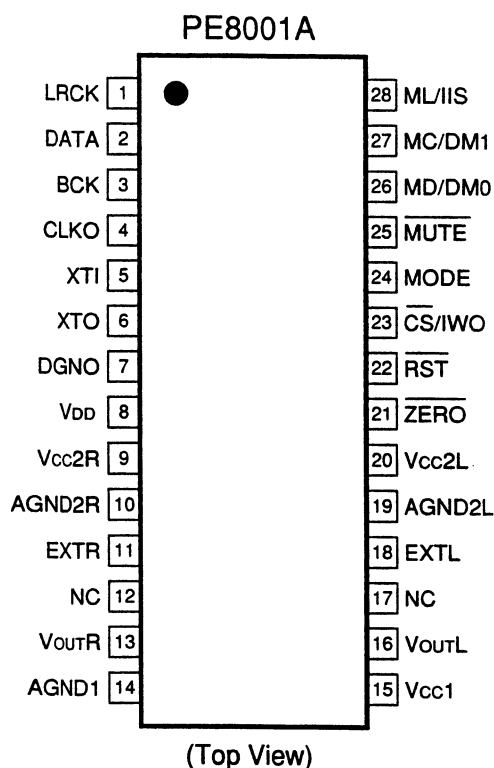 PE8001A
LRCK 1
DATA 2
BCK 3
CLKO 4
XTI 5
XTO 6
DGNO 7
VDD 8
Vcc2R 9
AGND2R 10
EXTR 11
NC 12
VOUTR 13
AGND1 14
28 ML/IIS
27 MC/DM1
26 MD/DM0
25 MUTE
24 MODE
23 CS/IWO
22 RST
21 ZERO
20 Vcc2L
19 AGND2L
18 EXTL
17 NC
16 VOUTL
15 Vcc1
(Top View)